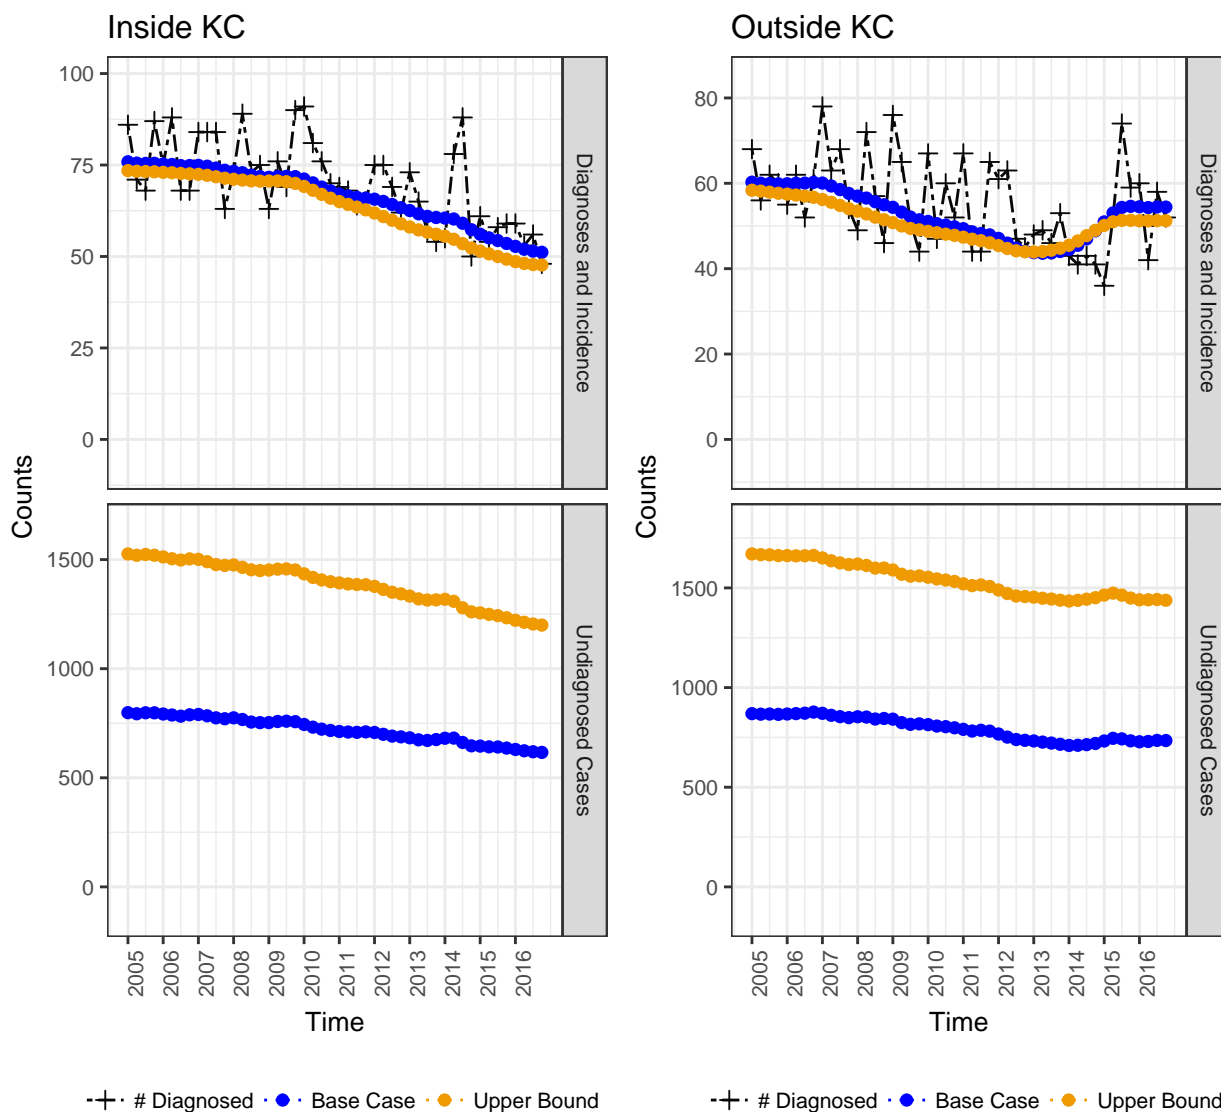 Inside KC
Outside KC
Counts
100
75
50
25
0
Diagnoses and Incidence
1500
1000
500
0
Undiagnosed Cases
2005
2006
2007
2008
2009
2010
2011
2012
2013
2014
2015
2016
Time
# Diagnosed
Base Case
Upper Bound
Counts
80
60
40
20
0
Diagnoses and Incidence
1500
1000
500
0
Undiagnosed Cases
2005
2006
2007
2008
2009
2010
2011
2012
2013
2014
2015
2016
Time
# Diagnosed
Base Case
Upper Bound